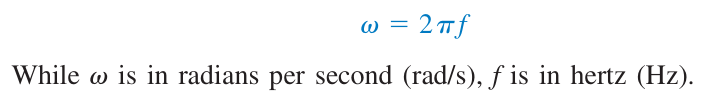 ω = 2πf
While ω is in radians per second (rad/s), f is in hertz (Hz).